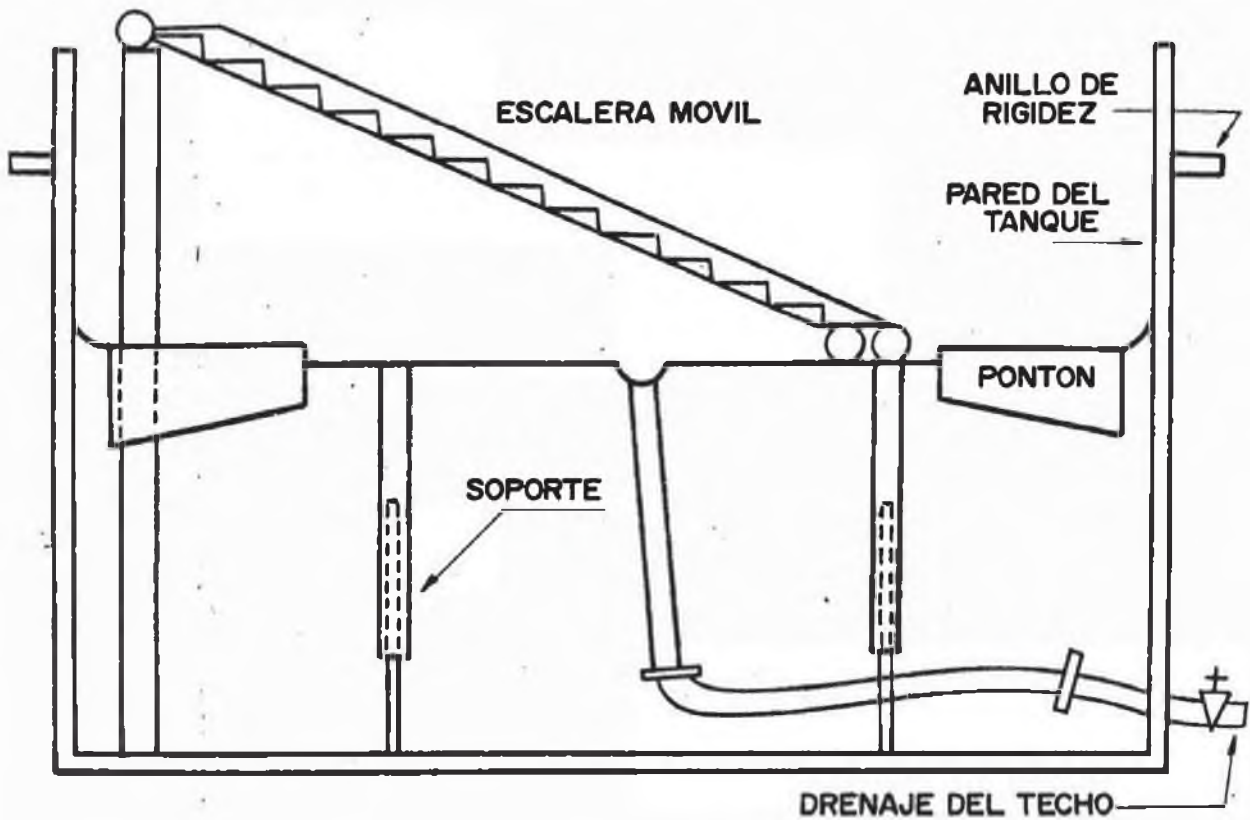 ESCALERA MOVIL
ANILLO DE
RIGIDEZ
PARED DEL
TANQUE
PONTON
SOPORTE
DRENAJE DEL TECHO